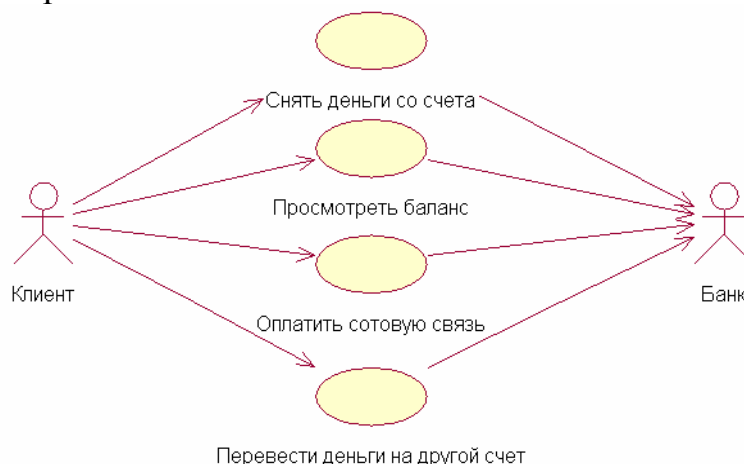 Снять деньги со счета
Просмотреть баланс
Клиент
Банк
Оплатить сотовую связь
Перевести деньги на другой счет